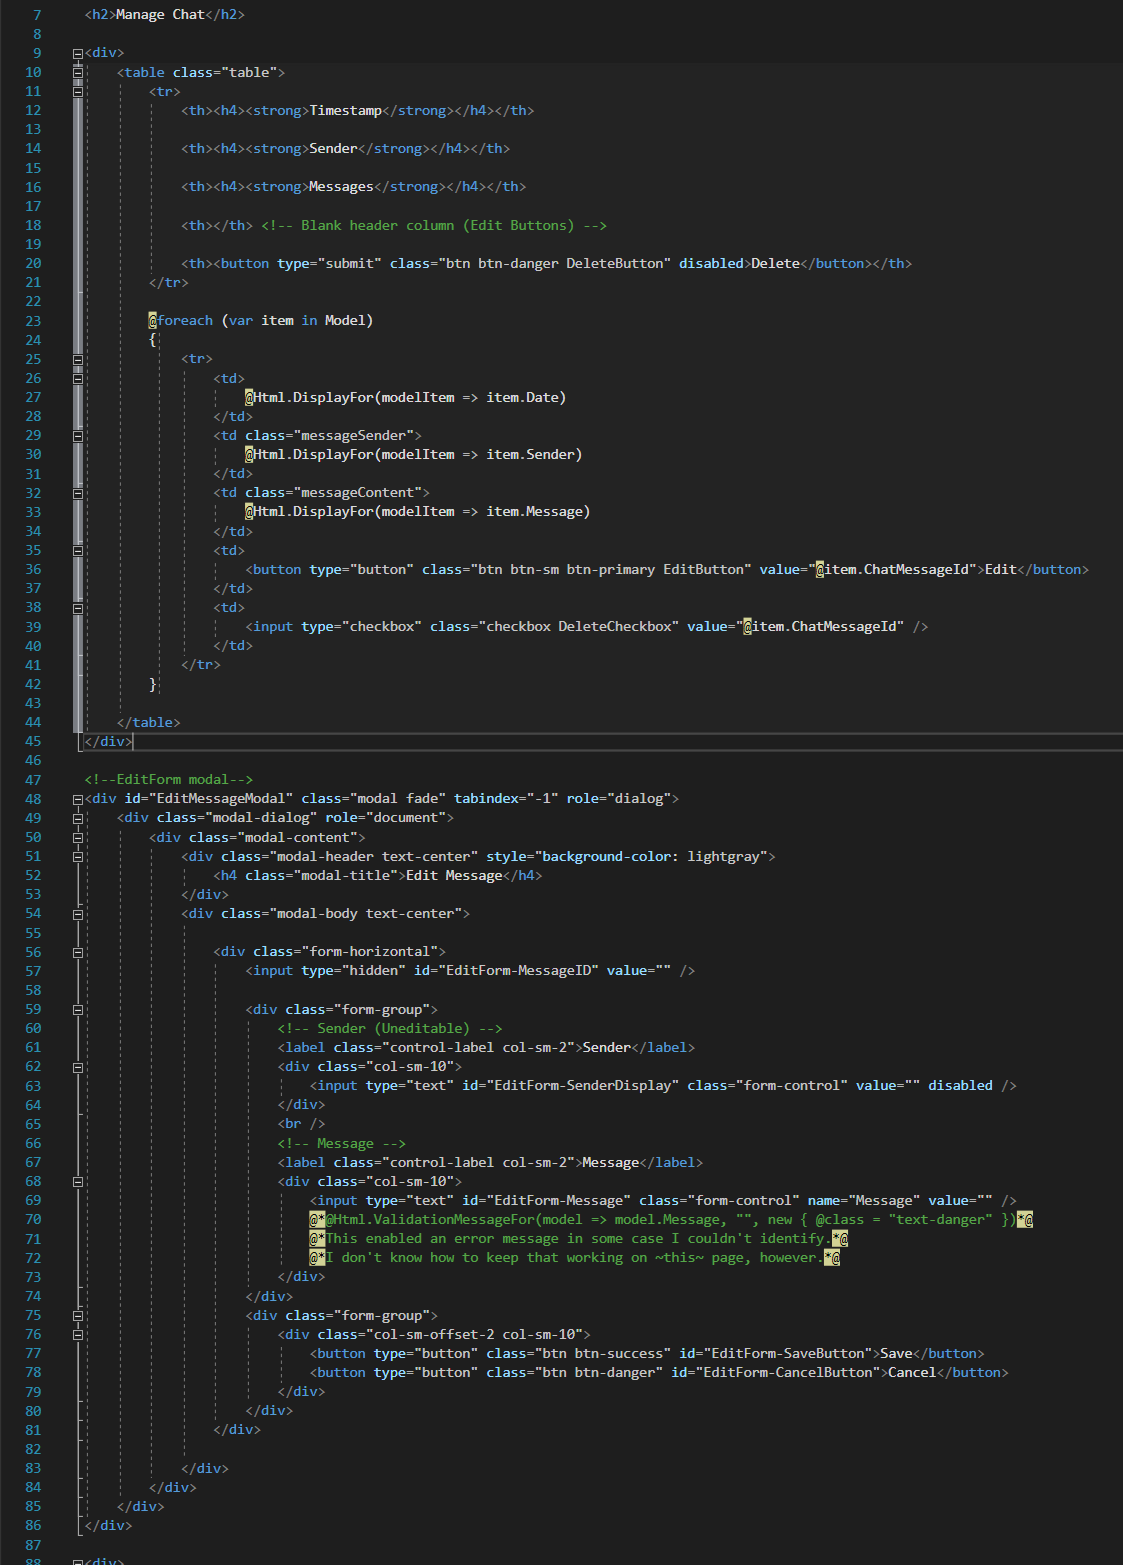 7 <h2>Manage Chat</h2>
8
9 <div>
10 <table class="table">
11 <tr>
12 <th><h4><strong>Timestamp</strong></h4></th>
13
14 <th><h4><strong>Sender</strong></h4></th>
15
16 <th><h4><strong>Messages</strong></h4></th>
17
18 <th></th> <!-- Blank header column (Edit Buttons) -->
19
20 <th><button type="submit" class="btn btn-danger DeleteButton" disabled>Delete</button></th>
21 </tr>
22
23 @foreach (var item in Model)
24 {
25 <tr>
26 <td>
27 @Html.DisplayFor(modelItem => item.Date)
28 </td>
29 <td class="messageSender">
30 @Html.DisplayFor(modelItem => item.Sender)
31 </td>
32 <td class="messageContent">
33 @Html.DisplayFor(modelItem => item.Message)
34 </td>
35 <td>
36 <button type="button" class="btn btn-sm btn-primary EditButton" value="@item.ChatMessageId">Edit</button>
37 </td>
38 <td>
39 <input type="checkbox" class="checkbox DeleteCheckbox" value="@item.ChatMessageId" />
40 </td>
41 </tr>
42 }
43
44 </table>
45 </div>
46
47 <!--EditForm modal-->
48 <div id="EditMessageModal" class="modal fade" tabindex="-1" role="dialog">
49 <div class="modal-dialog" role="document">
50 <div class="modal-content">
51 <div class="modal-header text-center" style="background-color: lightgray">
52 <h4 class="modal-title">Edit Message</h4>
53 </div>
54 <div class="modal-body text-center">
55
56 <div class="form-horizontal">
57 <input type="hidden" id="EditForm-MessageID" value="" />
58
59 <div class="form-group">
60 <!-- Sender (Uneditable) -->
61 <label class="control-label col-sm-2">Sender</label>
62 <div class="col-sm-10">
63 <input type="text" id="EditForm-SenderDisplay" class="form-control" value="" disabled />
64 </div>
65 <br />
66 <!-- Message -->
67 <label class="control-label col-sm-2">Message</label>
68 <div class="col-sm-10">
69 <input type="text" id="EditForm-Message" class="form-control" name="Message" value="" />
70 @*@Html.ValidationMessageFor(model => model.Message, "", new { @class = "text-danger" })*@
71 @*This enabled an error message in some case I couldn't identify.*@
72 @*I don't know how to keep that working on ~this~ page, however.*@
73 </div>
74 </div>
75 <div class="form-group">
76 <div class="col-sm-offset-2 col-sm-10">
77 <button type="button" class="btn btn-success" id="EditForm-SaveButton">Save</button>
78 <button type="button" class="btn btn-danger" id="EditForm-CancelButton">Cancel</button>
79 </div>
80 </div>
81 </div>
82
83 </div>
84 </div>
85 </div>
86 </div>
87
88 <div>